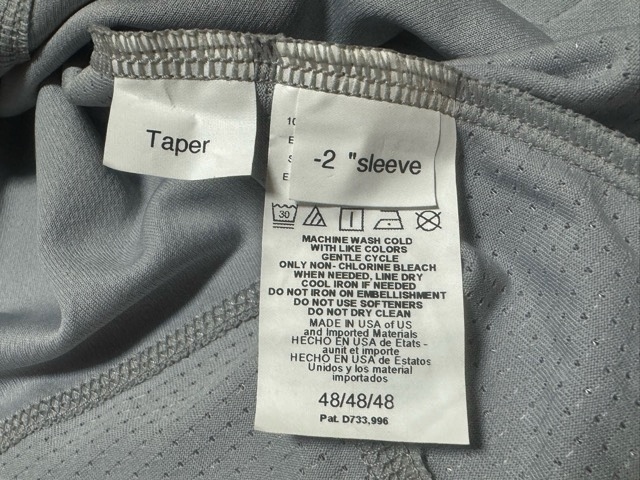 Taper
-2 "sleeve
30
MACHINE WASH COLD
WITH LIKE COLORS
GENTLE CYCLE
ONLY NON- CHLORINE BLEACH
WHEN NEEDED, LINE DRY
COOL IRON IF NEEDED
DO NOT IRON ON EMBELLISHMENT
DO NOT USE SOFTENERS
DO NOT DRY CLEAN
MADE IN USA of US
and Imported Materials
HECHO EN USA de Etats -
aunit et importe
HECHO EN USA de Estatos
Unidos y los material
importados
48/48/48
Pat. D733,996